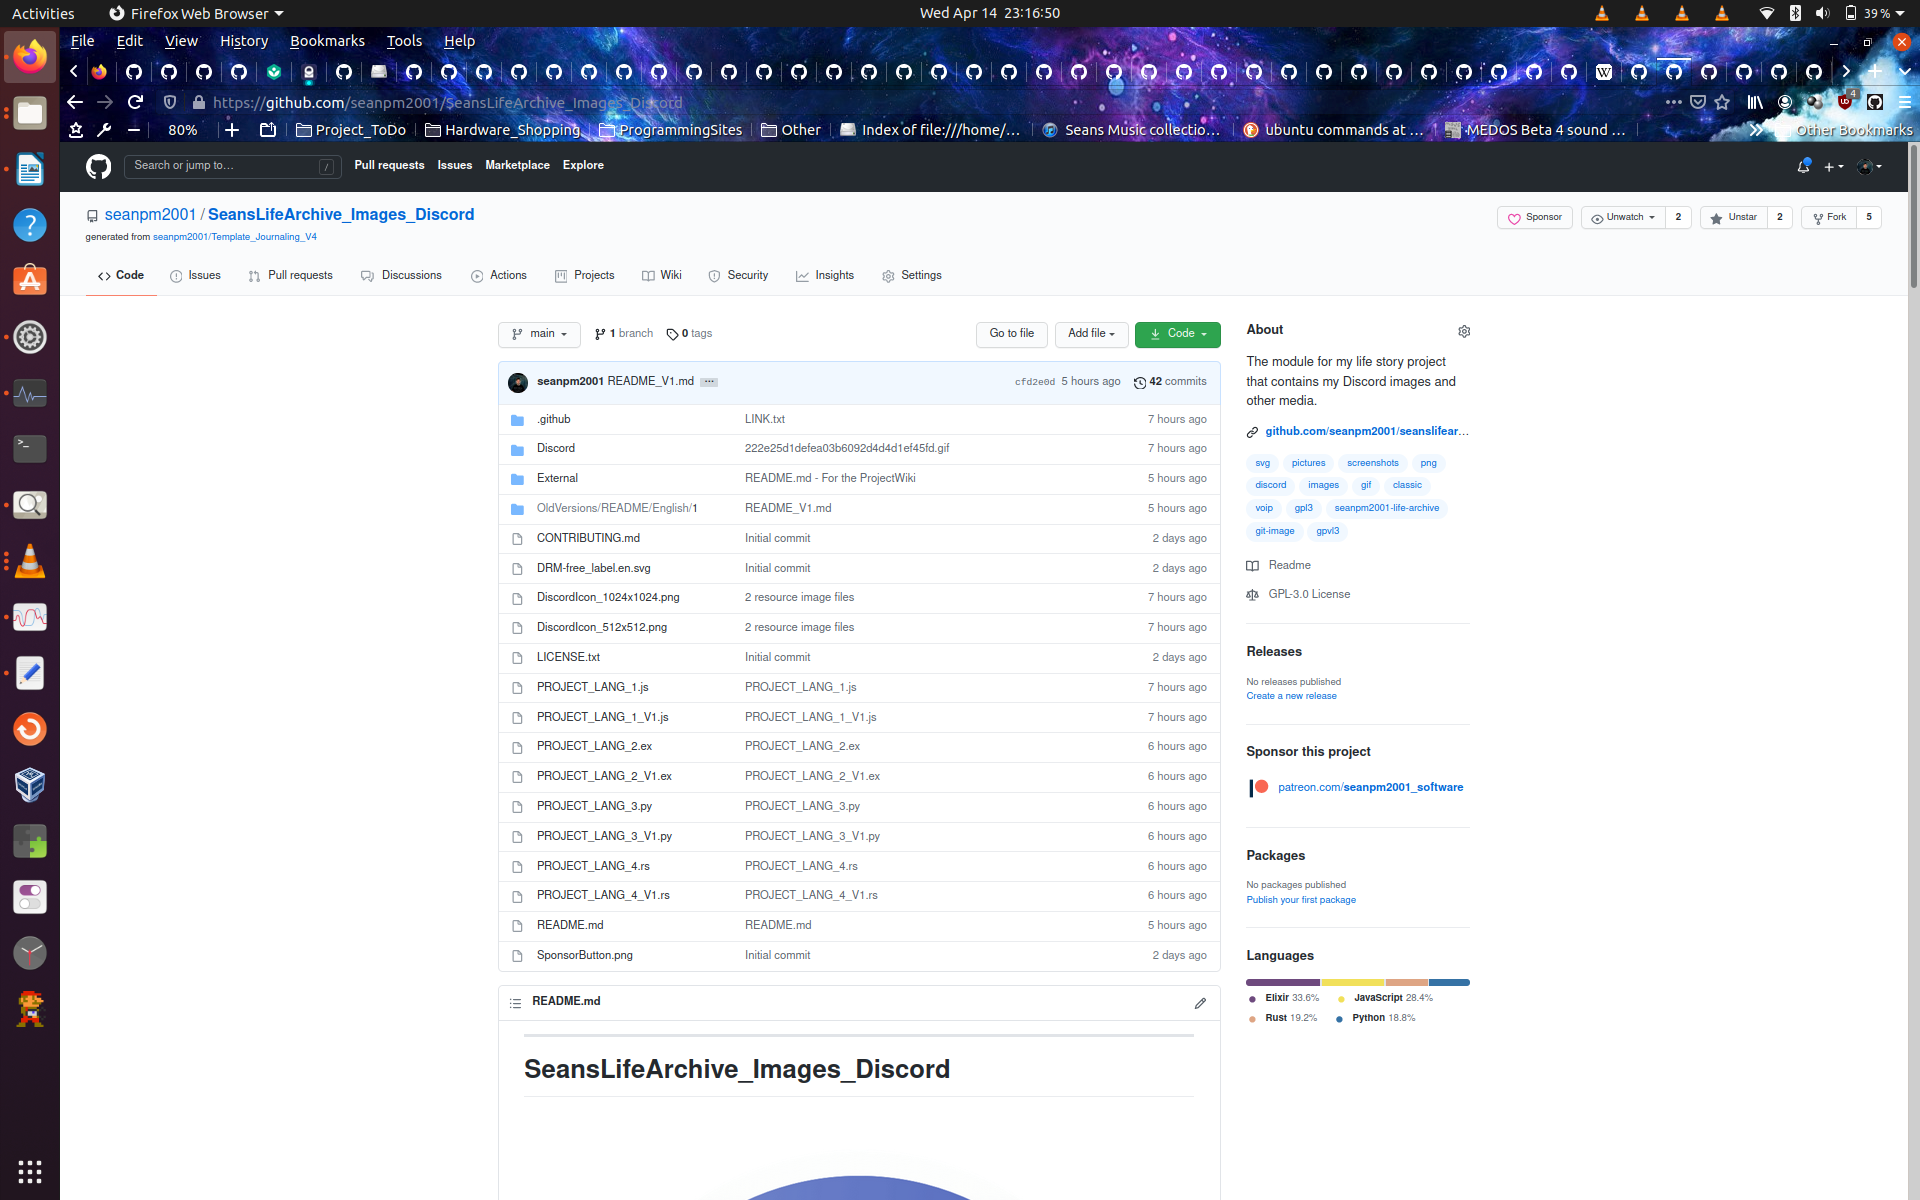 Activities Firefox Web Browser Wed Apr 14 23:16:50 39 %
File Edit View History Bookmarks Tools Help
https://github.com/seanpm2001/SeansLifeArchive_Images_Discord 4
80% Project_ToDo Hardware_Shopping ProgrammingSites Other Index of file:///home/… Seans Music collectio… ubuntu commands at … MEDOS Beta 4 sound … Other Bookmarks
Search or jump to… / Pull requests Issues Marketplace Explore
seanpm2001 / SeansLifeArchive_Images_Discord Sponsor Unwatch 2 Unstar 2 Fork 5
generated from seanpm2001/Template_Journaling_V4
Code Issues Pull requests Discussions Actions Projects Wiki Security Insights Settings
main 1 branch 0 tags Go to file Add file Code
seanpm2001 README_V1.md ... cfd2e0d 5 hours ago 42 commits
.github LINK.txt 7 hours ago
Discord 222e25d1defea03b6092d4d4d1ef45fd.gif 7 hours ago
External README.md - For the ProjectWiki 5 hours ago
OldVersions/README/English/1 README_V1.md 5 hours ago
CONTRIBUTING.md Initial commit 2 days ago
DRM-free_label.en.svg Initial commit 2 days ago
DiscordIcon_1024x1024.png 2 resource image files 7 hours ago
DiscordIcon_512x512.png 2 resource image files 7 hours ago
LICENSE.txt Initial commit 2 days ago
PROJECT_LANG_1.js PROJECT_LANG_1.js 7 hours ago
PROJECT_LANG_1_V1.js PROJECT_LANG_1_V1.js 7 hours ago
PROJECT_LANG_2.ex PROJECT_LANG_2.ex 6 hours ago
PROJECT_LANG_2_V1.ex PROJECT_LANG_2_V1.ex 6 hours ago
PROJECT_LANG_3.py PROJECT_LANG_3.py 6 hours ago
PROJECT_LANG_3_V1.py PROJECT_LANG_3_V1.py 6 hours ago
PROJECT_LANG_4.rs PROJECT_LANG_4.rs 6 hours ago
PROJECT_LANG_4_V1.rs PROJECT_LANG_4_V1.rs 6 hours ago
README.md README.md 5 hours ago
SponsorButton.png Initial commit 2 days ago
README.md
SeansLifeArchive_Images_Discord
About
The module for my life story project
that contains my Discord images and
other media.
github.com/seanpm2001/seanslifear…
svg pictures screenshots png
discord images gif classic
voip gpl3 seanpm2001-life-archive
git-image gpvl3
Readme
GPL-3.0 License
Releases
No releases published
Create a new release
Sponsor this project
patreon.com/seanpm2001_software
Packages
No packages published
Publish your first package
Languages
Elixir 33.6% JavaScript 28.4%
Rust 19.2% Python 18.8%